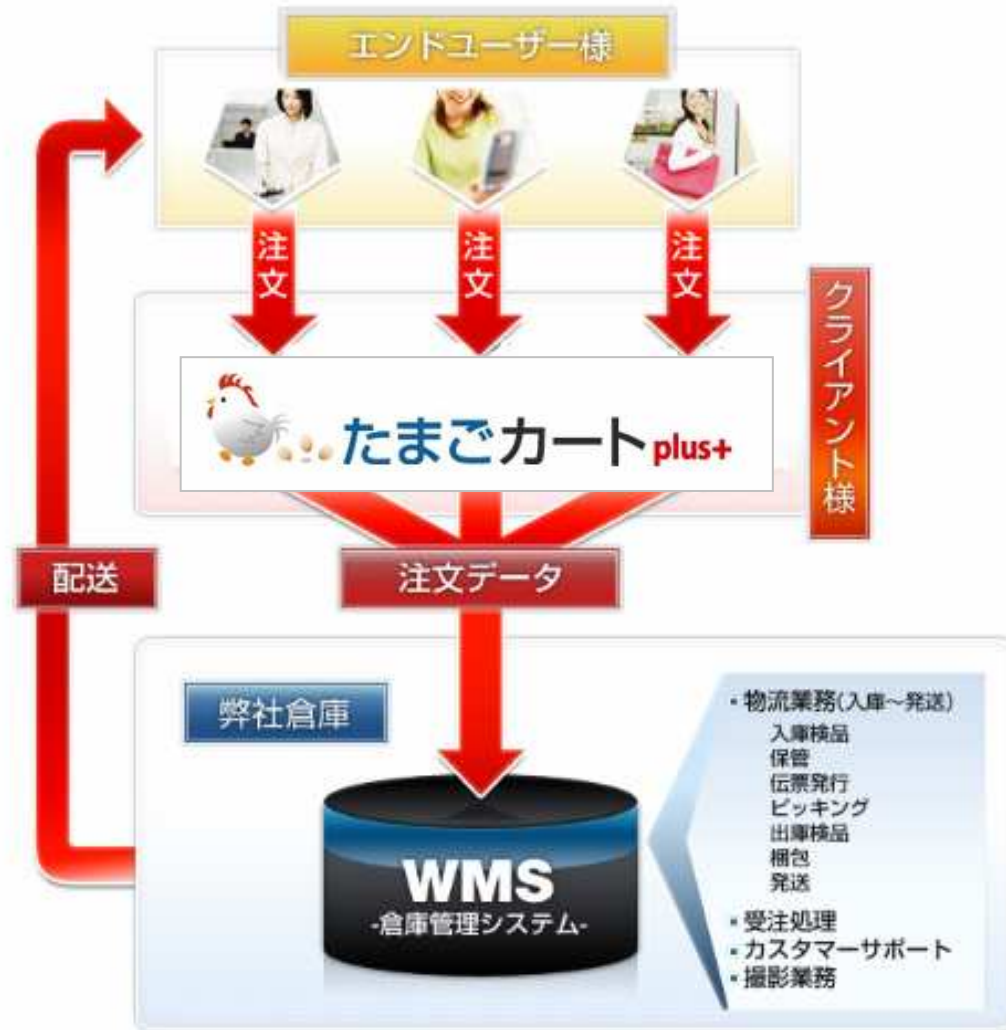 エンドユーザー様
注文
注文
注文
クライアント様
たまごカート plus+
配送
注文データ
弊社倉庫
WMS
-倉庫管理システム-
・物流業務(入庫～発送)
入庫検品
保管
伝票発行
ピッキング
出庫検品
梱包
発送
・受注処理
・カスタマーサポート
・撮影業務